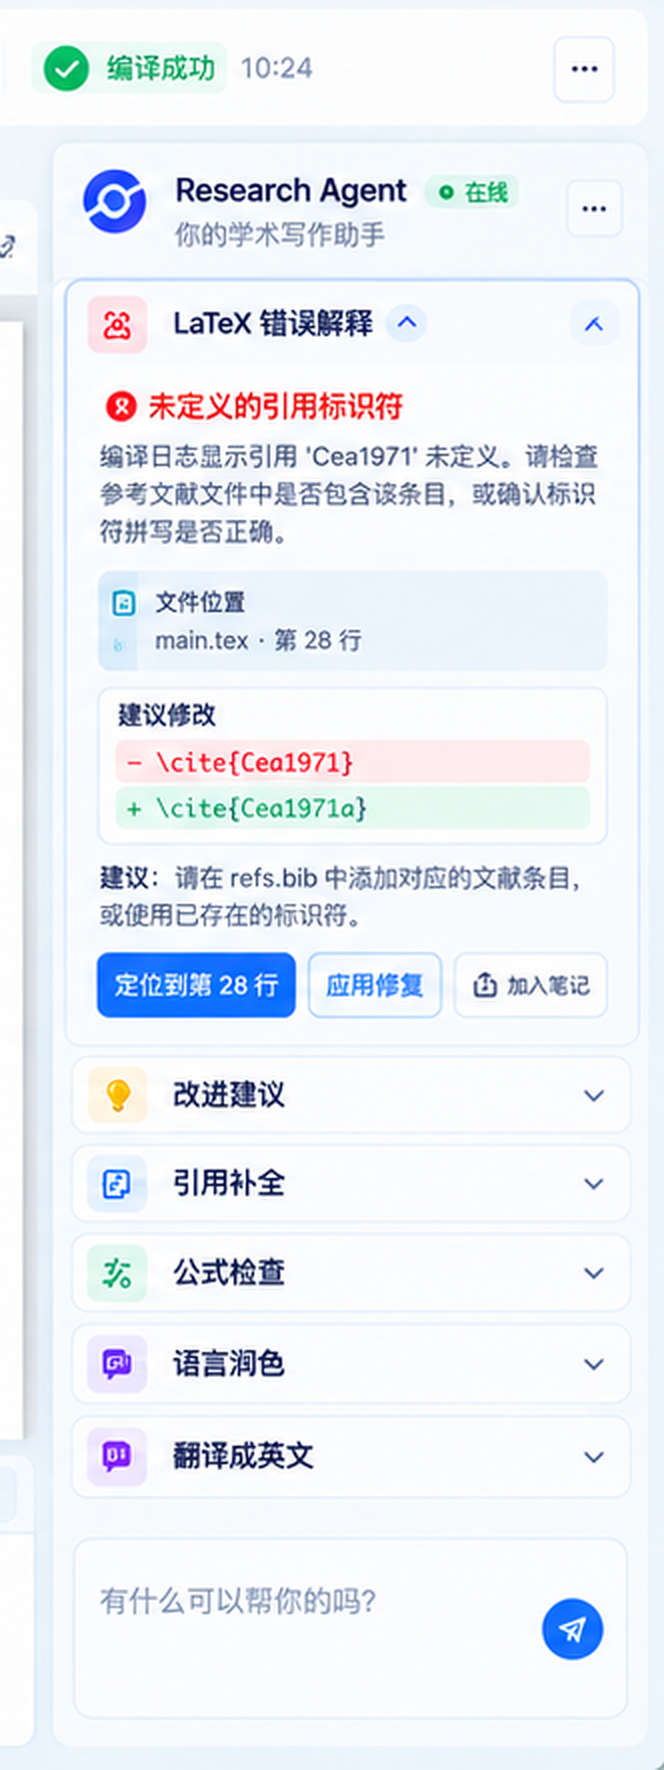 编译成功 10:24
Research Agent 在线
你的学术写作助手
LaTeX 错误解释
未定义的引用标识符
编译日志显示引用 'Cea1971' 未定义。请检查
参考文献文件中是否包含该条目，或确认标识
符拼写是否正确。
文件位置
main.tex · 第 28 行
建议修改
− \cite{Cea1971}
+ \cite{Cea1971a}
建议：请在 refs.bib 中添加对应的文献条目，
或使用已存在的标识符。
定位到第 28 行 应用修复 加入笔记
改进建议
引用补全
公式检查
语言润色
翻译成英文
有什么可以帮你的吗?